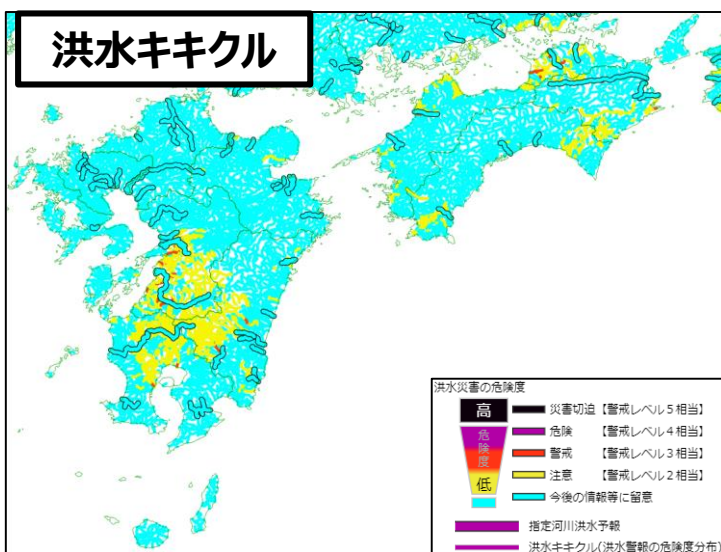 洪水キキクル
洪水災害の危険度
高
危険度
低
災害切迫【警戒レベル5相当】
危険 【警戒レベル4相当】
警戒 【警戒レベル3相当】
注意 【警戒レベル2相当】
今後の情報等に留意
指定河川洪水予報
洪水キキクル(洪水警報の危険度分布)